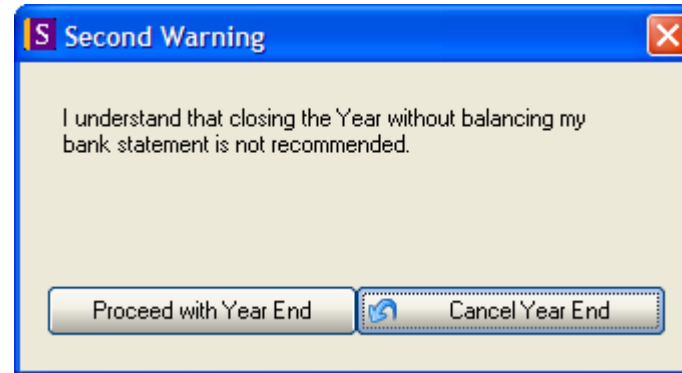 S Second Warning
I understand that closing the Year without balancing my
bank statement is not recommended.
Proceed with Year End Cancel Year End